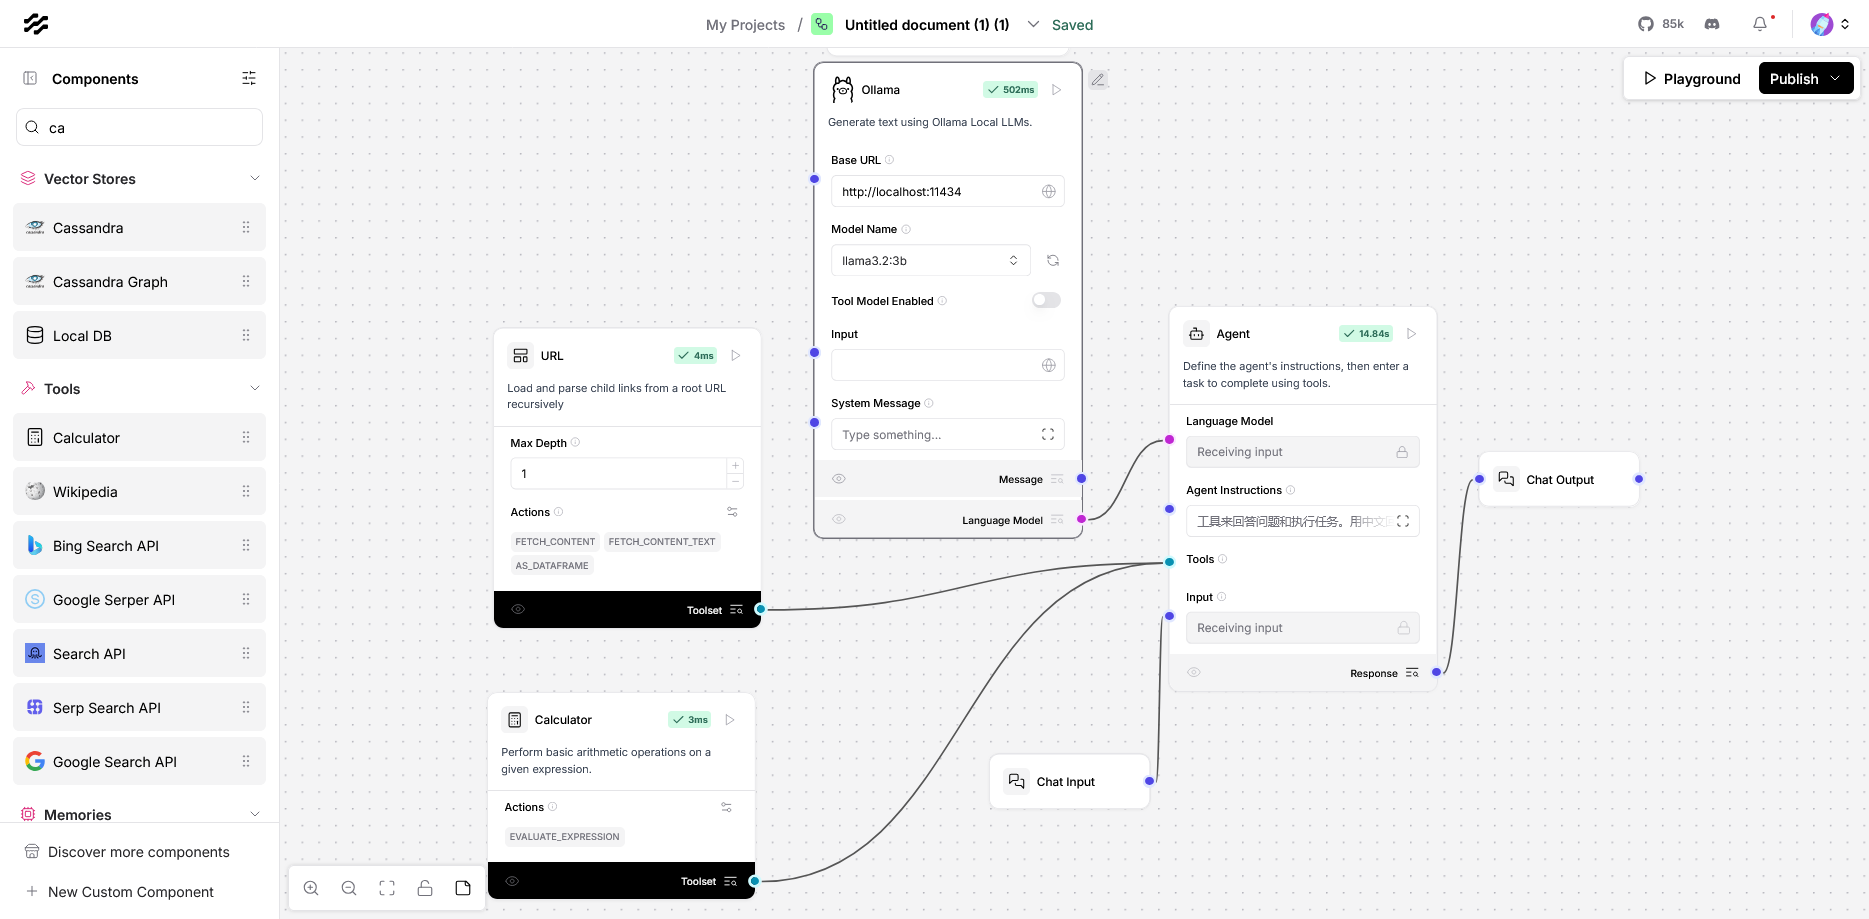 My Projects / Untitled document (1) (1) Saved
85k
Components
ca
Vector Stores
Cassandra
Cassandra Graph
Local DB
Tools
Calculator
Wikipedia
Bing Search API
Google Serper API
Search API
Serp Search API
Google Search API
Memories
Discover more components
New Custom Component
Playground
Publish
Ollama
502ms
Generate text using Ollama Local LLMs.
Base URL
http://localhost:11434
Model Name
llama3.2:3b
Tool Model Enabled
Input
System Message
Type something...
Message
Language Model
URL
4ms
Load and parse child links from a root URL
recursively
Max Depth
1
Actions
FETCH_CONTENT FETCH_CONTENT_TEXT
AS_DATAFRAME
Toolset
Calculator
3ms
Perform basic arithmetic operations on a
given expression.
Actions
EVALUATE_EXPRESSION
Toolset
Agent
14.84s
Define the agent's instructions, then enter a
task to complete using tools.
Language Model
Receiving input
Agent Instructions
工具来回答问题和执行任务。用中文
Tools
Input
Receiving input
Response
Chat Input
Chat Output